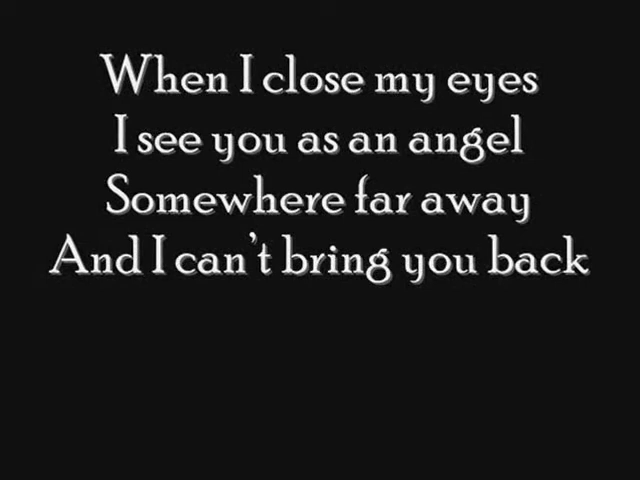 When I close my eyes
I see you as an angel
Somewhere far away
And I can't bring you back